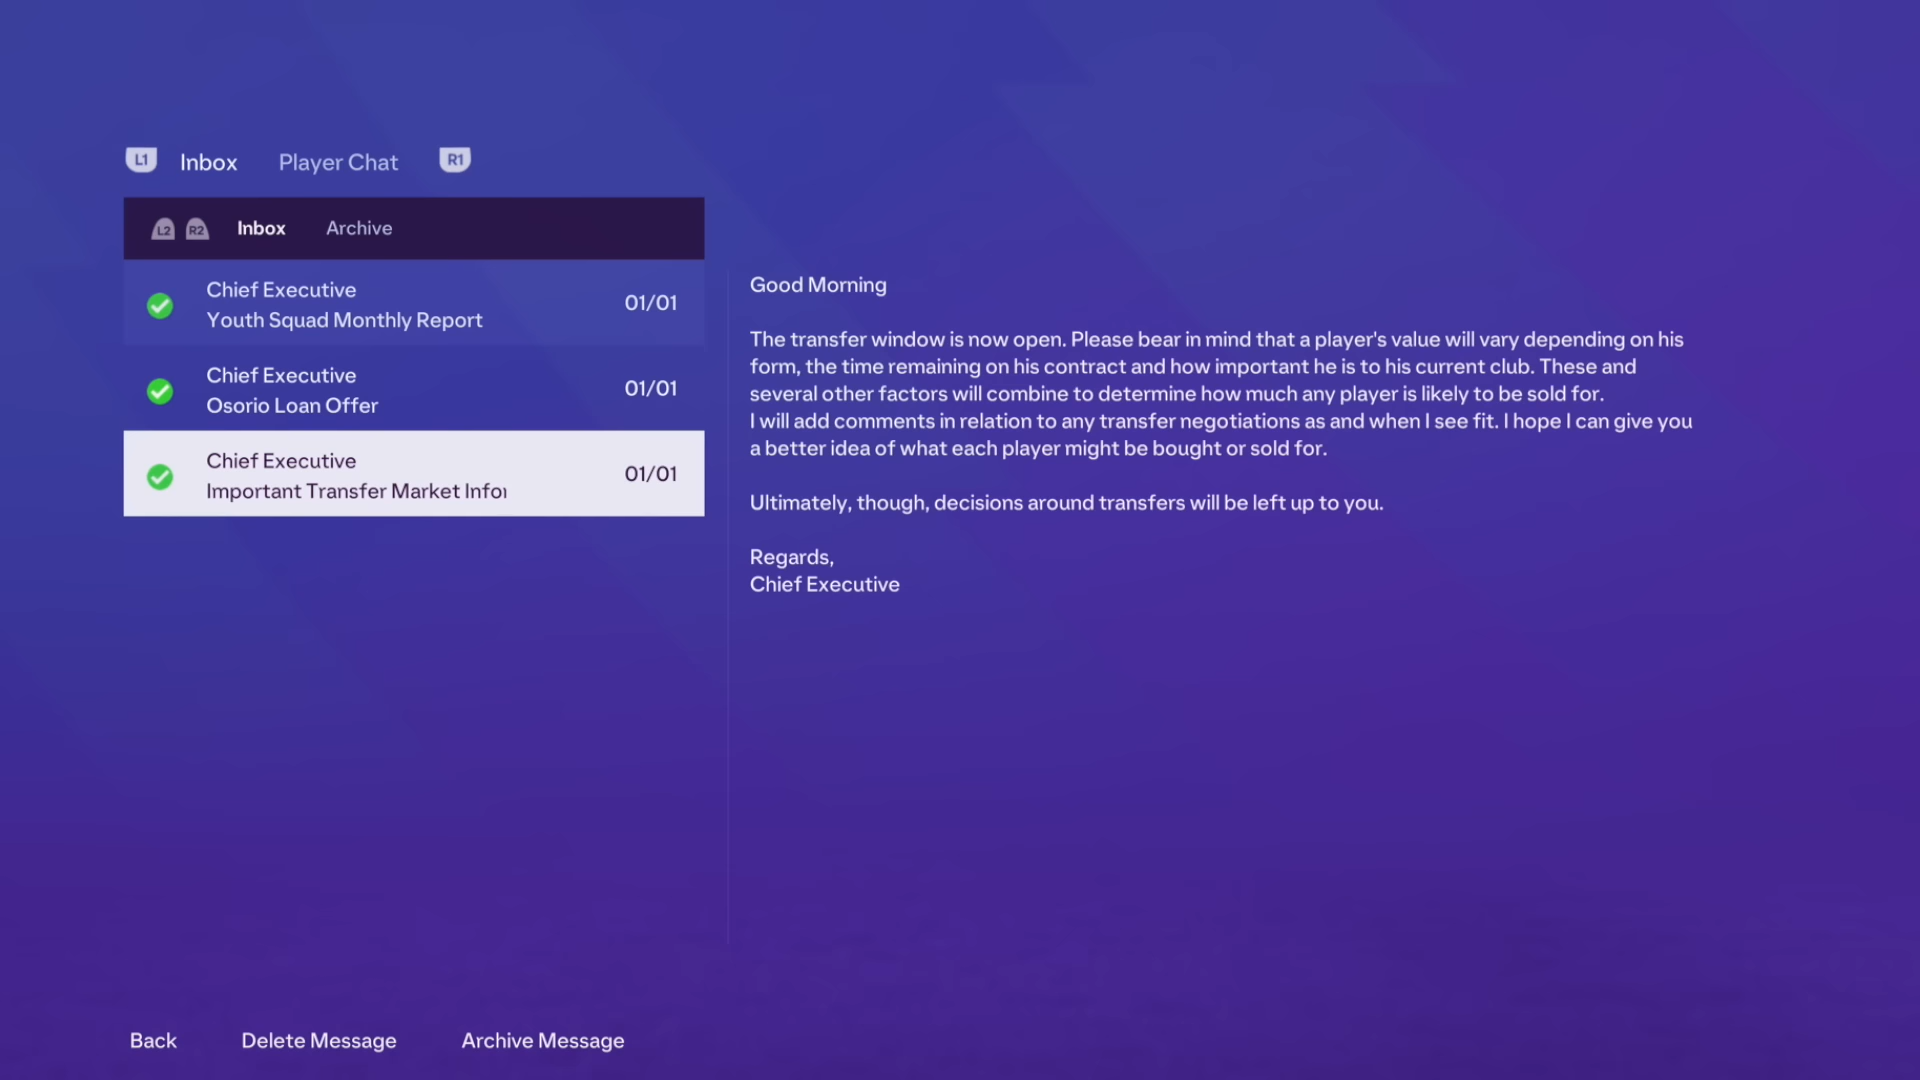 L1 Inbox Player Chat R1
L2 R2 Inbox Archive
Chief Executive
Youth Squad Monthly Report
01/01
Chief Executive
Osorio Loan Offer
01/01
Chief Executive
Important Transfer Market
01/01
Good Morning
The transfer window is now open. Please bear in mind that a player's value will vary depending on his
form, the time remaining on his contract and how important he is to his current club. These and
several other factors will combine to determine how much any player is likely to be sold for.
I will add comments in relation to any transfer negotiations as and when I see fit. I hope I can give you
a better idea of what each player might be bought or sold for.
Ultimately, though, decisions around transfers will be left up to you.
Regards,
Chief Executive
Back Delete Message Archive Message